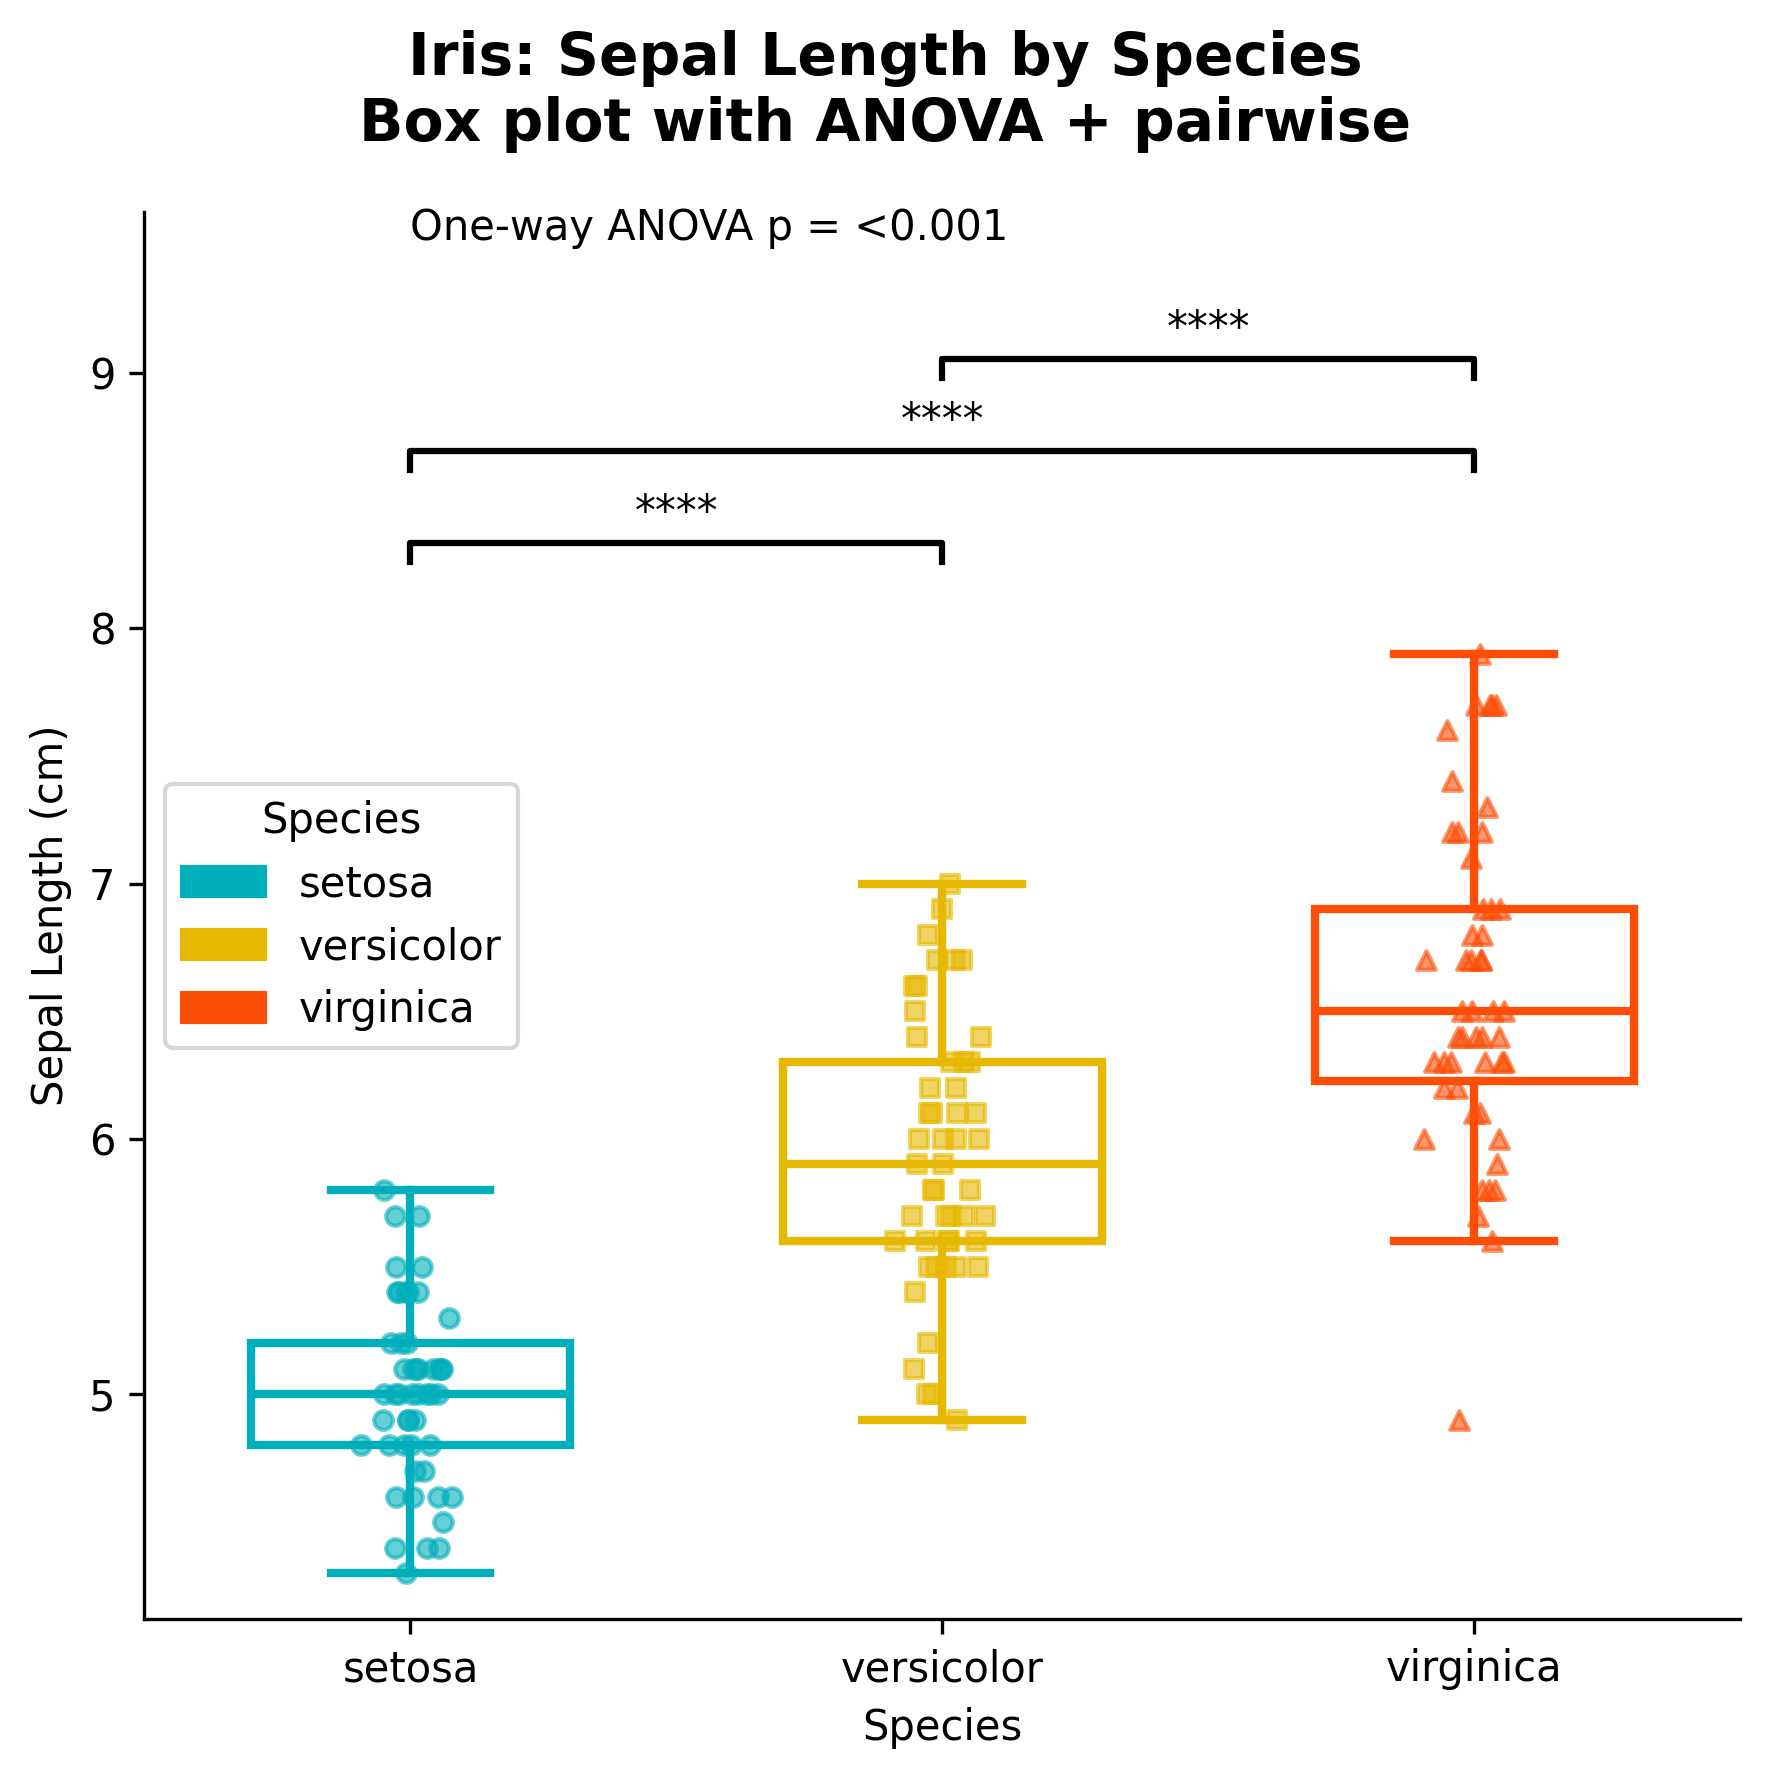 Iris: Sepal Length by Species
Box plot with ANOVA + pairwise
One-way ANOVA p = <0.001
****
****
****
9
8
7
6
5
Sepal Length (cm)
Species
setosa
versicolor
virginica
setosa
versicolor
virginica
Species